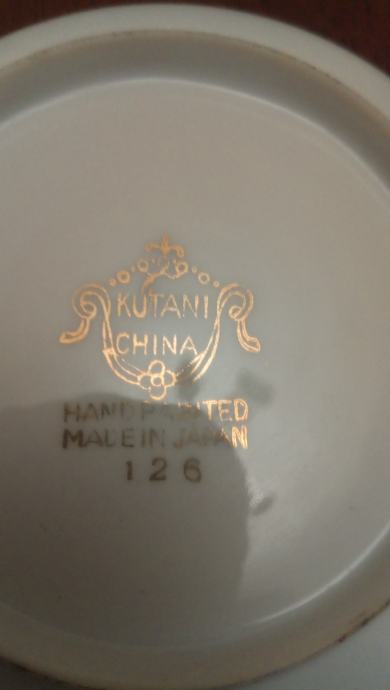 KUTANI
CHINA
HAND PAINTED
MADE IN JAPAN
126